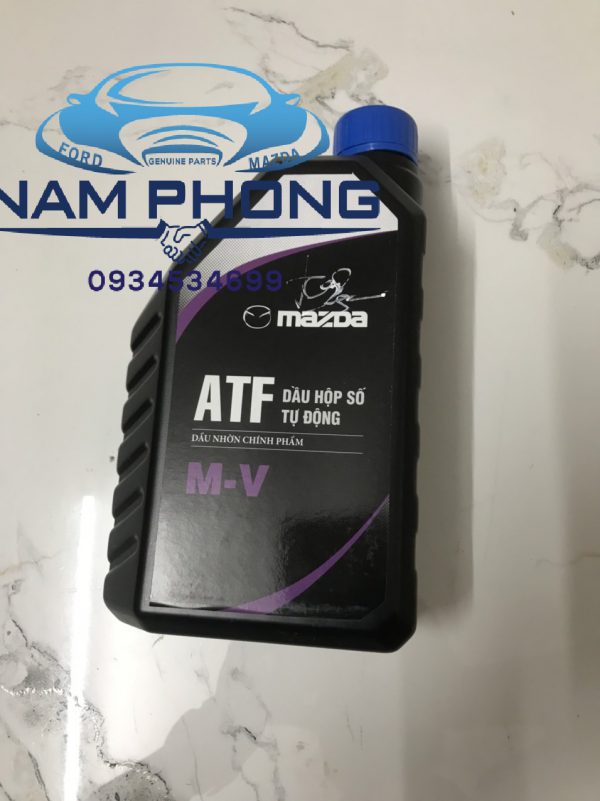 FORD
GENUINE PARTS
MAZDA
NAM PHONG
0934534699
mazda
ATF
DẦU HỘP SỐ
TỰ ĐỘNG
DẦU NHỜN CHÍNH PHẨM
M-V